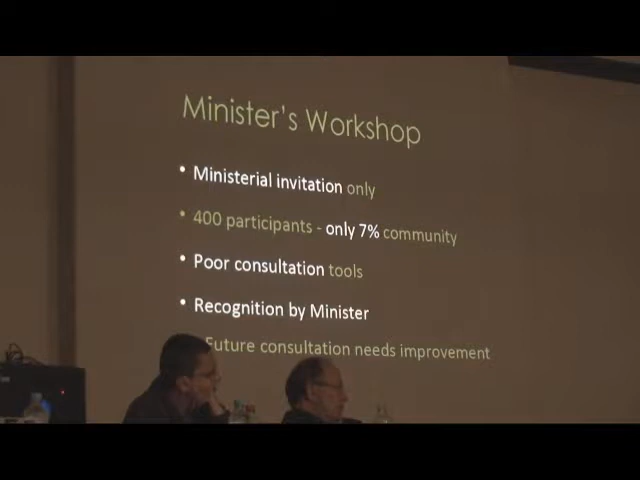 Minister's Workshop
• Ministerial invitation only
• 400 participants - only 7% community
• Poor consultation tools
• Recognition by Minister
Future consultation needs improvement